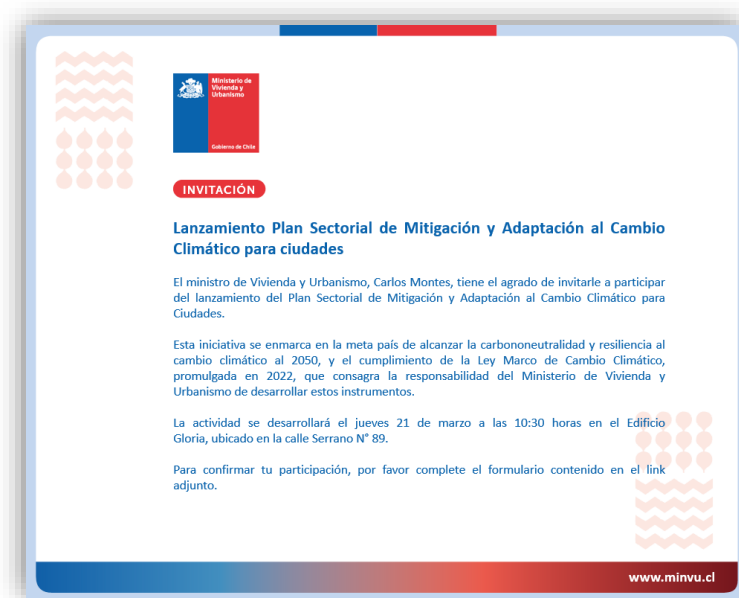 Ministerio de
Vivienda y
Urbanismo
Gobierno de Chile
INVITACIÓN
Lanzamiento Plan Sectorial de Mitigación y Adaptación al Cambio
Climático para ciudades
El ministro de Vivienda y Urbanismo, Carlos Montes, tiene el agrado de invitarle a participar
del lanzamiento del Plan Sectorial de Mitigación y Adaptación al Cambio Climático para
Ciudades.
Esta iniciativa se enmarca en la meta país de alcanzar la carbononeutralidad y resiliencia al
cambio climático al 2050, y el cumplimiento de la Ley Marco de Cambio Climático,
promulgada en 2022, que consagra la responsabilidad del Ministerio de Vivienda y
Urbanismo de desarrollar estos instrumentos.
La actividad se desarrollará el jueves 21 de marzo a las 10:30 horas en el Edificio
Gloria, ubicado en la calle Serrano N° 89.
Para confirmar tu participación, por favor complete el formulario contenido en el link
adjunto.
www.minvu.cl